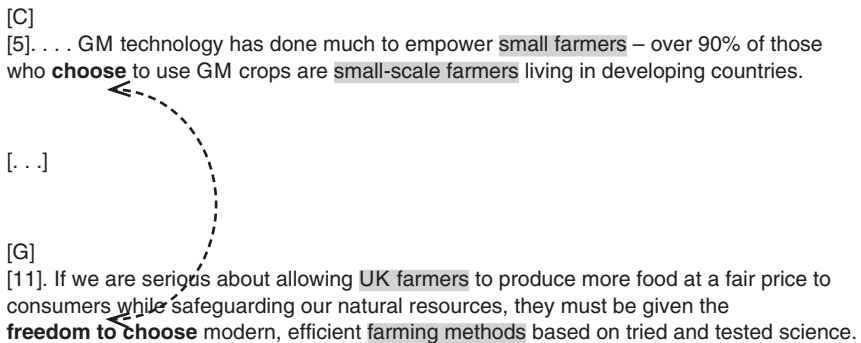 [C]
[5]. . . . GM technology has done much to empower small farmers – over 90% of those
who choose to use GM crops are small-scale farmers living in developing countries.
[. . .]
[G]
[11]. If we are serious about allowing UK farmers to produce more food at a fair price to
consumers while safeguarding our natural resources, they must be given the
freedom to choose modern, efficient farming methods based on tried and tested science.